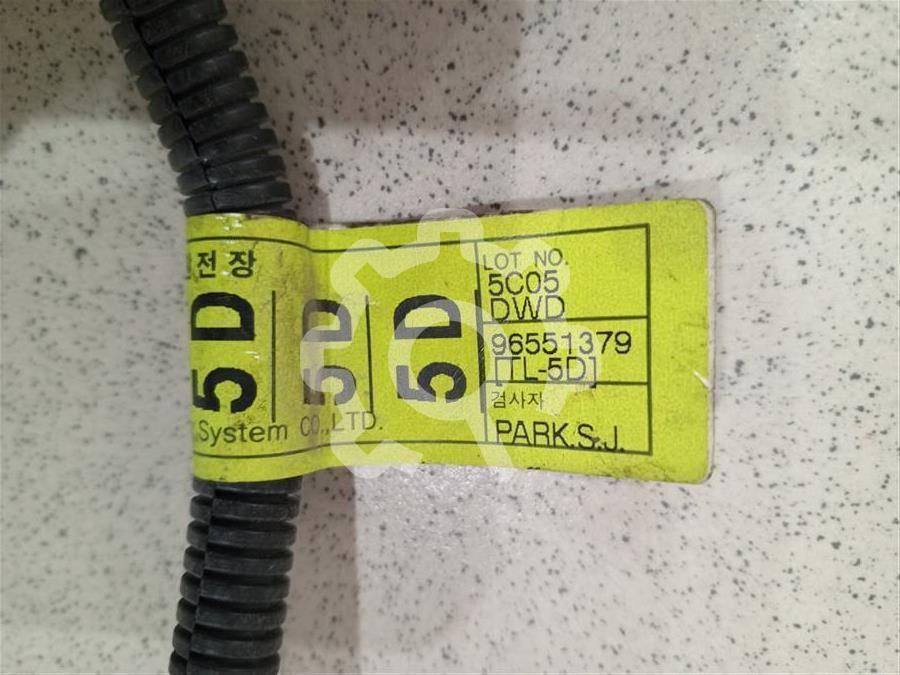 전장
5D
5D
5D
System CO.,LTD.
LOT NO.
5C05
DWD
96551379
[TL-5D]
검사자
PARK.S.J.